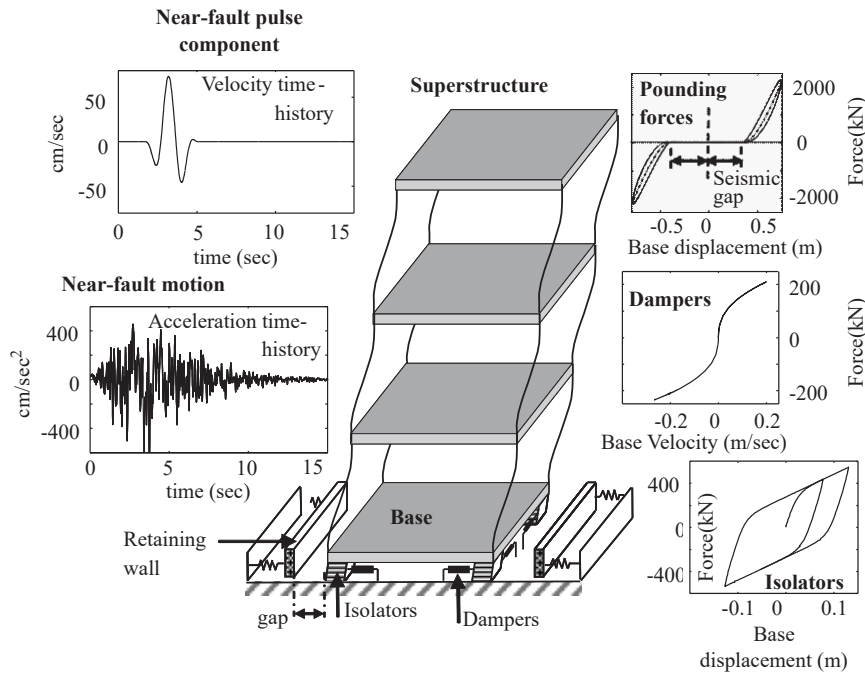 Near-fault pulse
component
50
0
-50
cm/sec
Velocity time-
history
0
5
10
15
time (sec)
Near-fault motion
400
0
-400
cm/sec2
Acceleration time-
history
0
5
10
15
time (sec)
Superstructure
Base
Retaining
wall
gap
Isolators
Dampers
Pounding
forces
Seismic
gap
2000
0
-2000
Force(kN)
-0.5
0
0.5
Base displacement (m)
Dampers
200
0
-200
Force(kN)
-0.2
0
0.2
Base Velocity (m/sec)
400
0
-400
Force(kN)
Isolators
-0.1
0
0.1
Base
displacement (m)